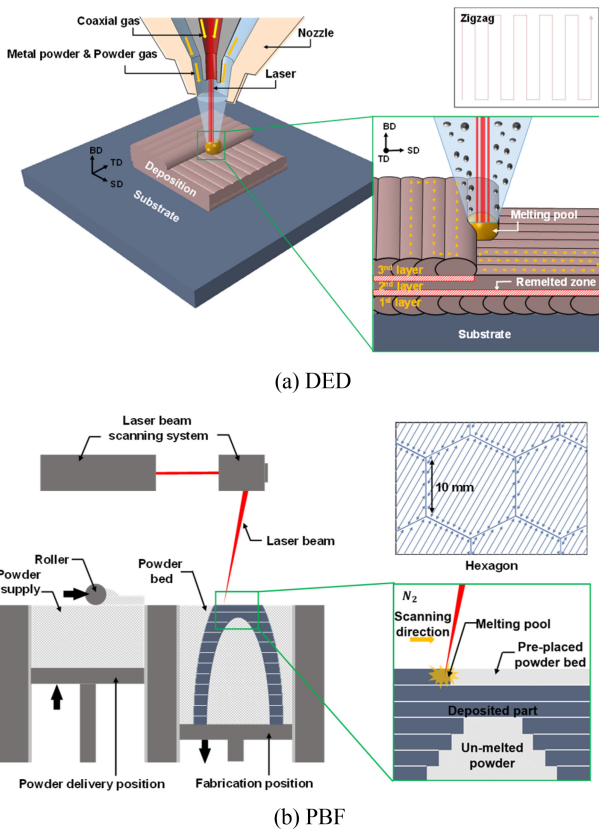 Coaxial gas
Metal powder & Powder gas
Nozzle
Laser
Zigzag
BD
TD
SD
Deposition
Substrate
BD
TD
SD
Melting pool
3nd layer
2nd layer
1st layer
Remelted zone
Substrate
(a) DED
Laser beam
scanning system
Laser beam
Roller
Powder
supply
Powder
bed
10 mm
Hexagon
N2
Scanning
direction
Melting pool
Pre-placed
powder bed
Deposited part
Un-melted
powder
Powder delivery position
Fabrication position
(b) PBF